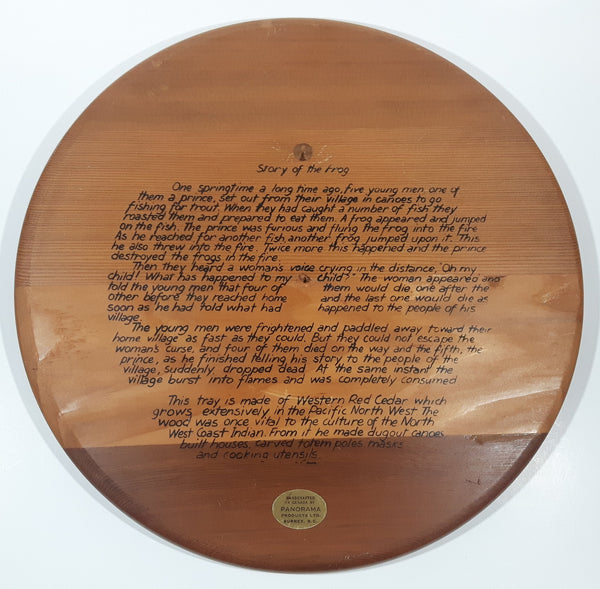 Story of the Frog
One springtime a long time ago, five young men, one of
them a prince, set out from their village in canoes to go
fishing for trout. When they had caught a number of fish they
roasted them and prepared to eat them. A frog appeared and jumped
on the fish. The prince was furious and flung the frog into the fire
As he reached for another fish, another frog jumped upon it. This
he also threw into the fire. Twice more this happened and the prince
destroyed the frogs in the fire.
Then they heard a woman's voice crying in the distance, "Oh my
child! What has happened to my child?" The woman appeared and
told the young men that four of them would die one after the
other before they reached home and the last one would die as
soon as he had told what had happened to the people of his
village.
The young men were frightened and paddled away toward their
home village as fast as they could. But they could not escape the
woman's curse, and four of them died on the way and the fifth, the
prince, as he finished telling his story to the people of the
village, suddenly dropped dead. At the same instant the
village burst into flames and was completely consumed
This tray is made of Western Red Cedar which
grows extensively in the Pacific North West. The
wood was once vital to the culture of the North
West Coast Indian. From it he made dugout canoes
built houses, carved totem poles, masks
and cooking utensils.
HANDCRAFTED
IN CANADA BY
PANORAMA
PRODUCTS LTD.
SURREY, B.C.